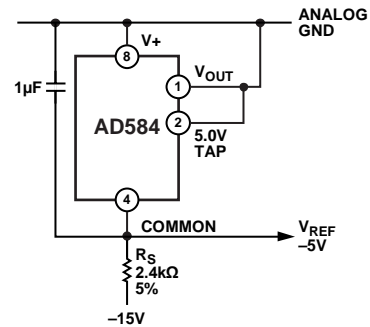 ANALOG
GND
V+
8
VOUT
1
1µF
AD584
2
5.0V
TAP
4
COMMON
VREF
–5V
RS
2.4kΩ
5%
–15V